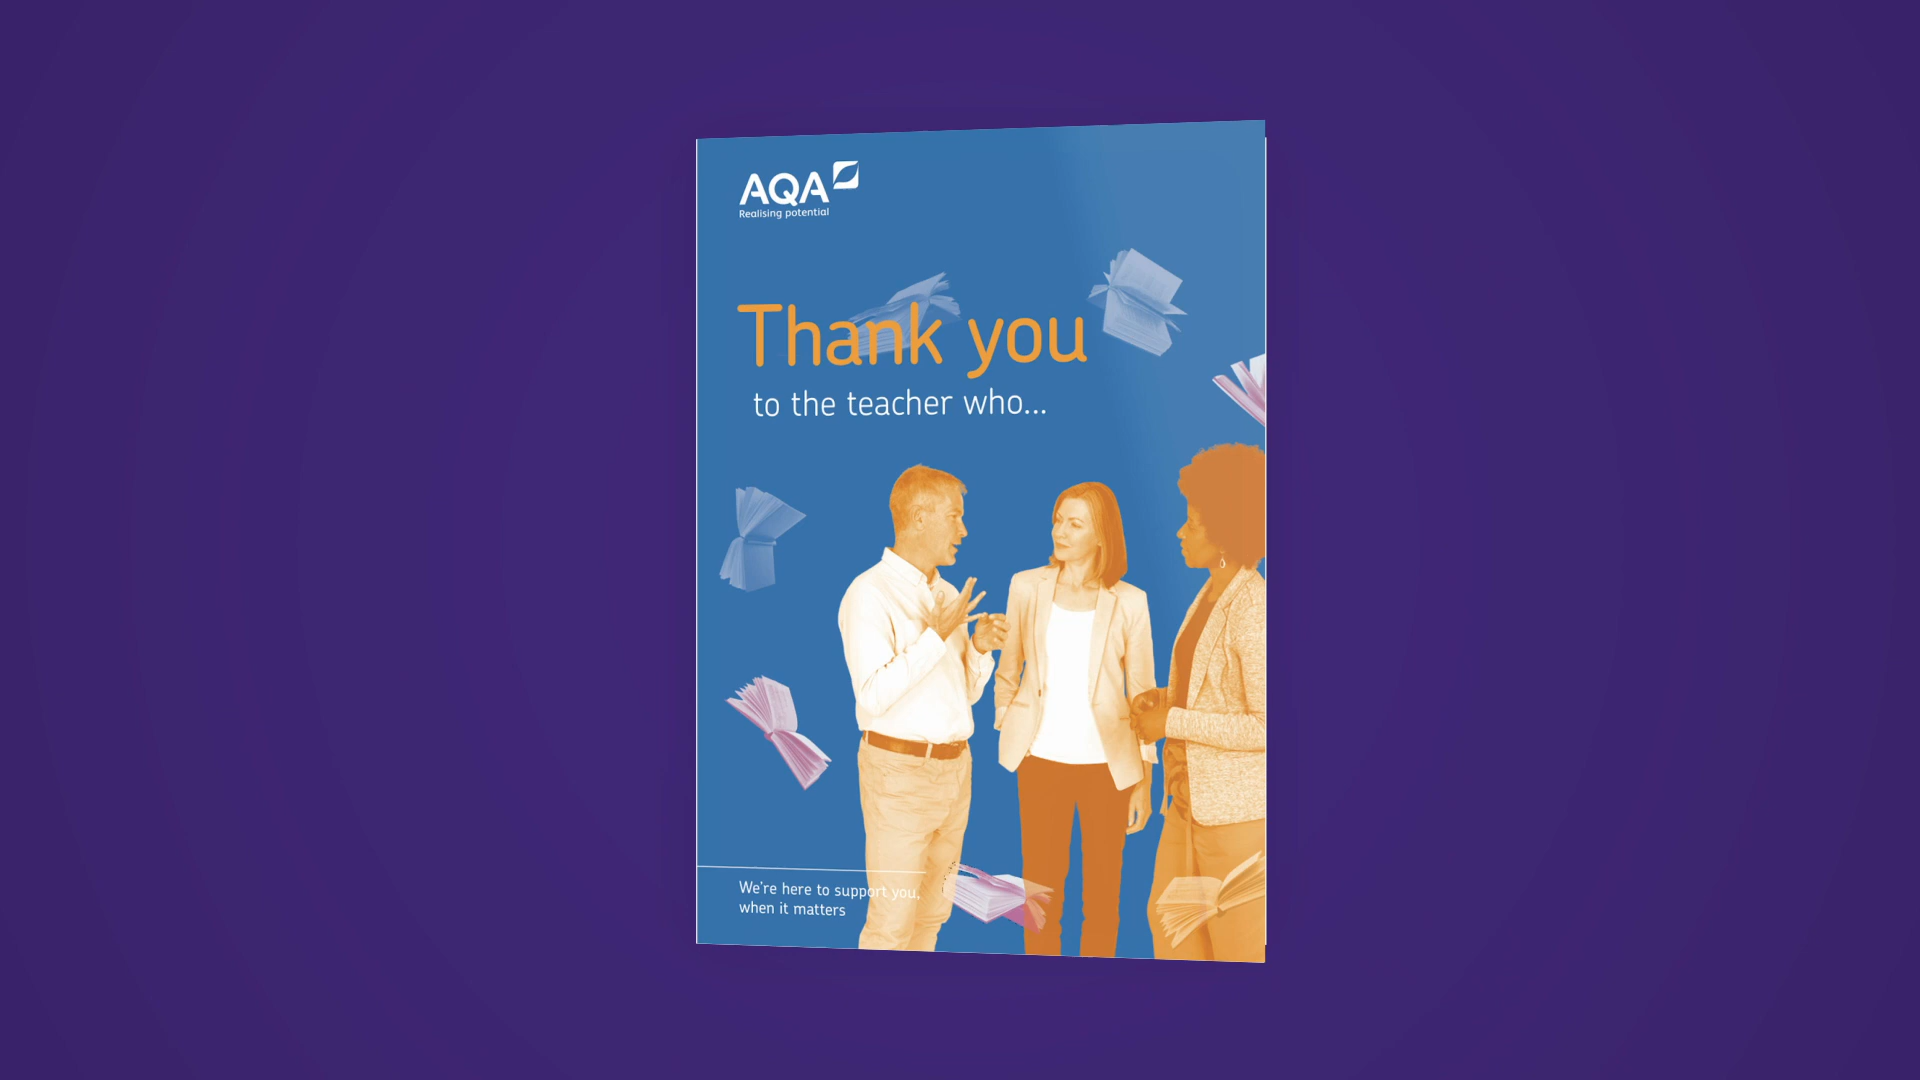 AQA
Realising potential
Thank you
to the teacher who...
We're here to support you,
when it matters